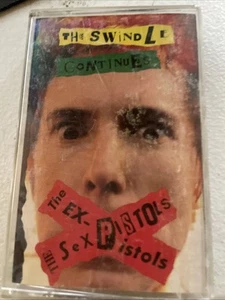 THE SWiNDLE
CONTiNUES
The EX-PISTOLS
THE SeX Pistols